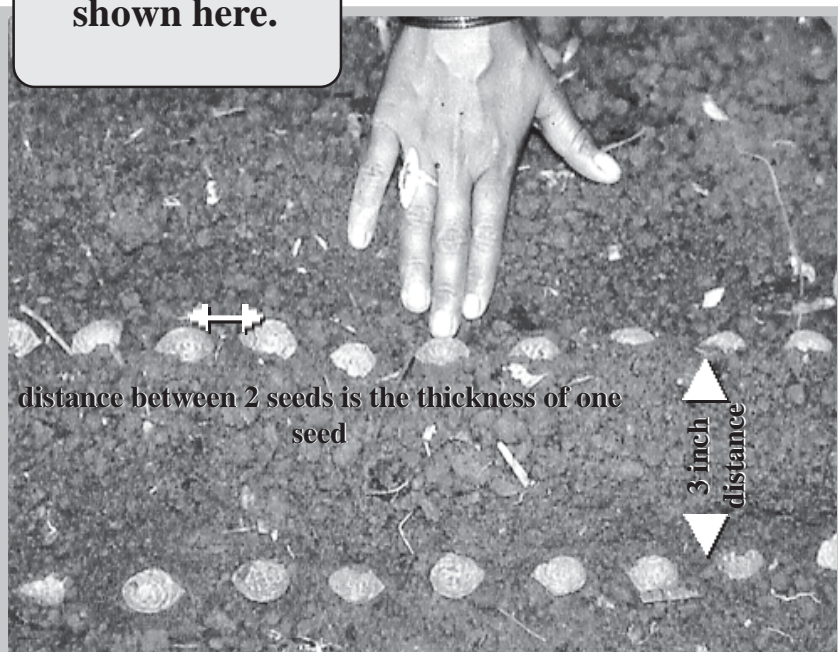 shown here.
distance between 2 seeds is the thickness of one
seed
3 inch
distance